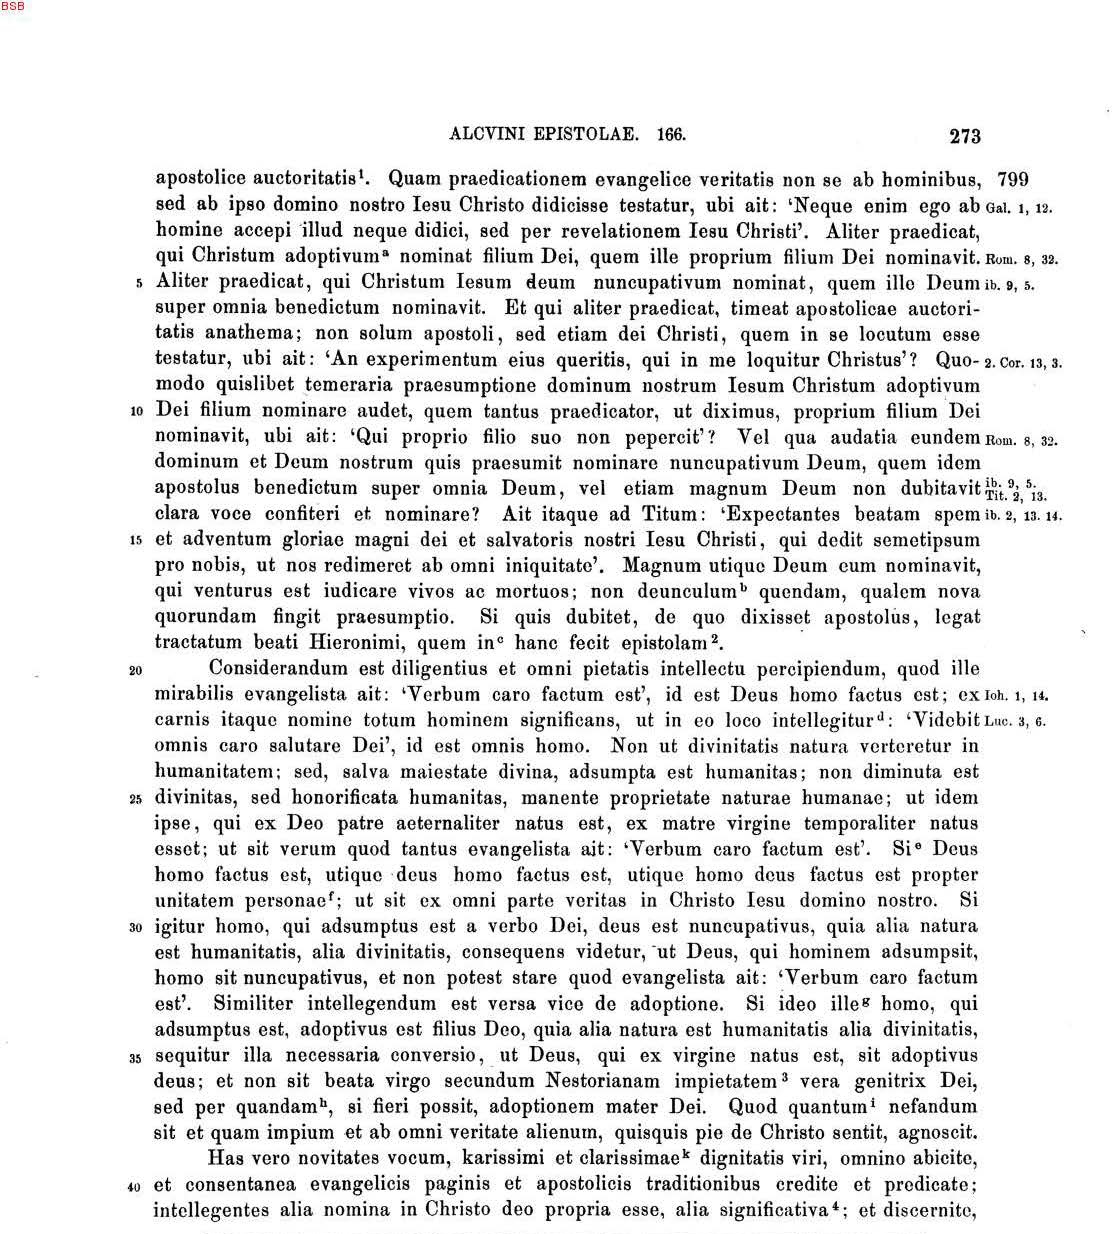 BSB
ALCVINI EPISTOLAE. 166. 273
apostolice auctoritatis¹. Quam praedicationem evangelice veritatis non se ab hominibus, 799
sed ab ipso domino nostro Iesu Christo didicisse testatur, ubi ait: ‘Neque enim ego ab Gal. 1, 12.
homine accepi illud neque didici, sed per revelationem Iesu Christi’. Aliter praedicat,
qui Christum adoptivumᵃ nominat filium Dei, quem ille proprium filium Dei nominavit. Rom. 8, 32.
5 Aliter praedicat, qui Christum Iesum deum nuncupativum nominat, quem ille Deum ib. 9, 5.
super omnia benedictum nominavit. Et qui aliter praedicat, timeat apostolicae auctori-
tatis anathema; non solum apostoli, sed etiam dei Christi, quem in se locutum esse
testatur, ubi ait: ‘An experimentum eius queritis, qui in me loquitur Christus’? Quo- 2. Cor. 13, 3.
modo quislibet temeraria praesumptione dominum nostrum Iesum Christum adoptivum
10 Dei filium nominare audet, quem tantus praedicator, ut diximus, proprium filium Dei
nominavit, ubi ait: ‘Qui proprio filio suo non pepercit’? Vel qua audatia eundem Rom. 8, 32.
dominum et Deum nostrum quis praesumit nominare nuncupativum Deum, quem idem
apostolus benedictum super omnia Deum, vel etiam magnum Deum non dubitavit ib. 9, 5. Tit. 2, 13.
clara voce confiteri et nominare? Ait itaque ad Titum: ‘Expectantes beatam spem ib. 2, 13. 14.
15 et adventum gloriae magni dei et salvatoris nostri Iesu Christi, qui dedit semetipsum
pro nobis, ut nos redimeret ab omni iniquitate’. Magnum utique Deum eum nominavit,
qui venturus est iudicare vivos ac mortuos; non deunculumᵇ quendam, qualem nova
quorundam fingit praesumptio. Si quis dubitet, de quo dixisset apostolus, legat
tractatum beati Hieronimi, quem inᶜ hanc fecit epistolam².
20 Considerandum est diligentius et omni pietatis intellectu percipiendum, quod ille
mirabilis evangelista ait: ‘Verbum caro factum est’, id est Deus homo factus est; ex Ioh. 1, 14.
carnis itaque nomine totum hominem significans, ut in eo loco intellegiturᵈ: ‘Videbit Luc. 3, 6.
omnis caro salutare Dei’, id est omnis homo. Non ut divinitatis natura verteretur in
humanitatem; sed, salva maiestate divina, adsumpta est humanitas; non diminuta est
25 divinitas, sed honorificata humanitas, manente proprietate naturae humanae; ut idem
ipse, qui ex Deo patre aeternaliter natus est, ex matre virgine temporaliter natus
esset; ut sit verum quod tantus evangelista ait: ‘Verbum caro factum est’. Siᵉ Deus
homo factus est, utique deus homo factus est, utique homo deus factus est propter
unitatem personaeᶠ; ut sit ex omni parte veritas in Christo Iesu domino nostro. Si
30 igitur homo, qui adsumptus est a verbo Dei, deus est nuncupativus, quia alia natura
est humanitatis, alia divinitatis, consequens videtur, ut Deus, qui hominem adsumpsit,
homo sit nuncupativus, et non potest stare quod evangelista ait: ‘Verbum caro factum
est’. Similiter intellegendum est versa vice de adoptione. Si ideo illeᵍ homo, qui
adsumptus est, adoptivus est filius Deo, quia alia natura est humanitatis alia divinitatis,
35 sequitur illa necessaria conversio, ut Deus, qui ex virgine natus est, sit adoptivus
deus; et non sit beata virgo secundum Nestorianam impietatem³ vera genitrix Dei,
sed per quandamʰ, si fieri possit, adoptionem mater Dei. Quod quantumⁱ nefandum
sit et quam impium et ab omni veritate alienum, quisquis pie de Christo sentit, agnoscit.
Has vero novitates vocum, karissimi et clarissimaeᵏ dignitatis viri, omnino abicite,
40 et consentanea evangelicis paginis et apostolicis traditionibus credite et predicate;
intellegentes alia nomina in Christo deo propria esse, alia significativa⁴; et discernite,